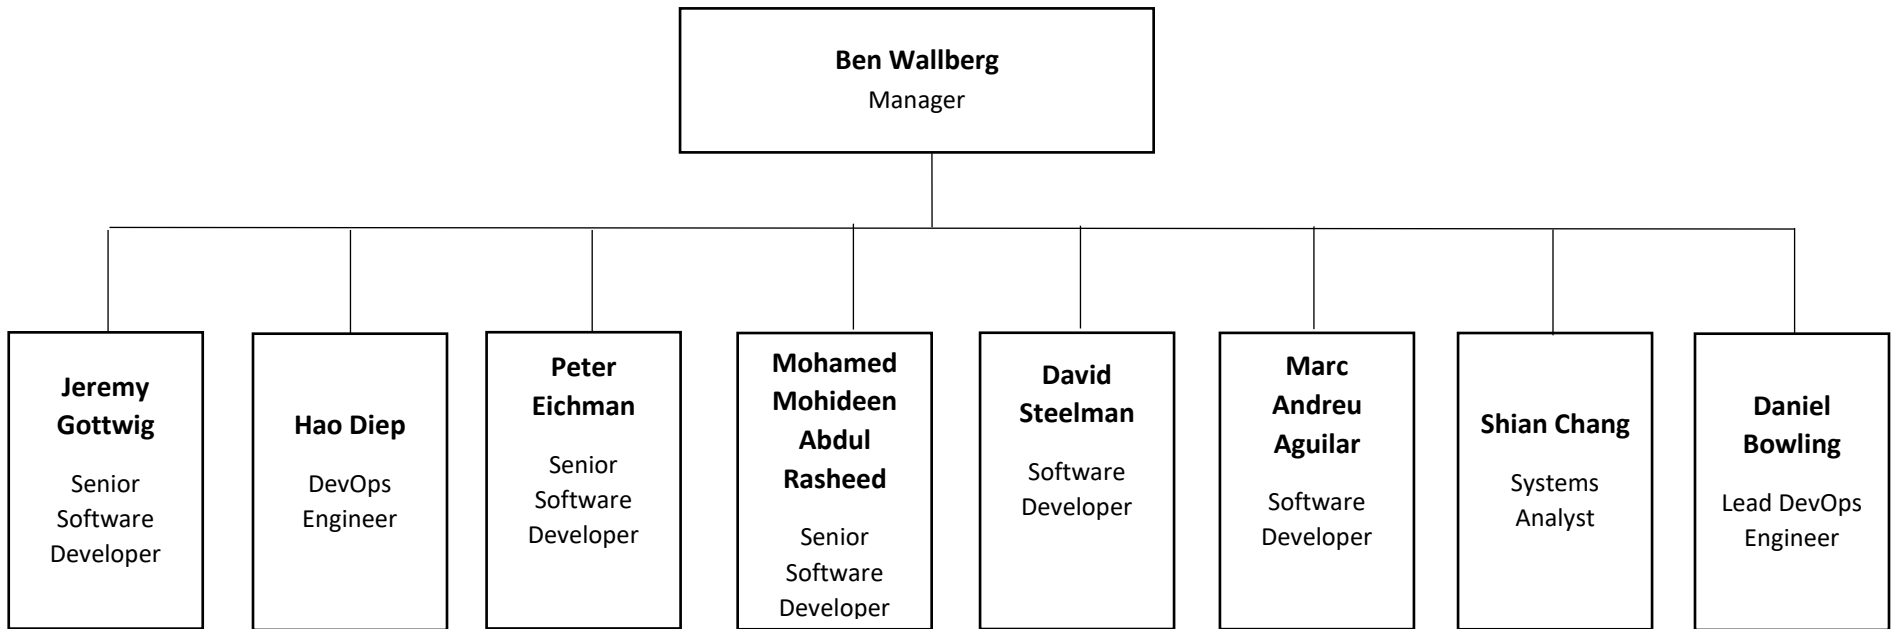 Ben Wallberg
Manager
Jeremy
Gottwig
Senior
Software
Developer
Hao Diep
DevOps
Engineer
Peter
Eichman
Senior
Software
Developer
Mohamed
Mohideen
Abdul
Rasheed
Senior
Software
Developer
David
Steelman
Software
Developer
Marc
Andreu
Aguilar
Software
Developer
Shian Chang
Systems
Analyst
Daniel
Bowling
Lead DevOps
Engineer